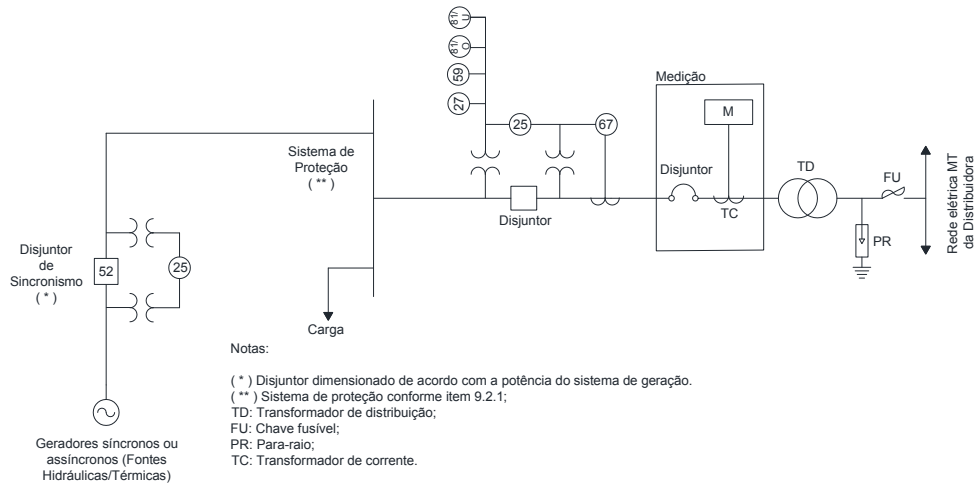 81/
U
81/
O
59
27
25
67
Medição
M
Disjuntor
TC
TD
FU
PR
Rede elétrica MT
da Distribuidora
Sistema de
Proteção
( ** )
Disjuntor
Disjuntor
de
Sincronismo
( * )
52
25
Carga
Geradores síncronos ou
assíncronos (Fontes
Hidráulicas/Térmicas)
Notas:
( * ) Disjuntor dimensionado de acordo com a potência do sistema de geração.
( ** ) Sistema de proteção conforme item 9.2.1;
TD: Transformador de distribuição;
FU: Chave fusível;
PR: Para-raio;
TC: Transformador de corrente.